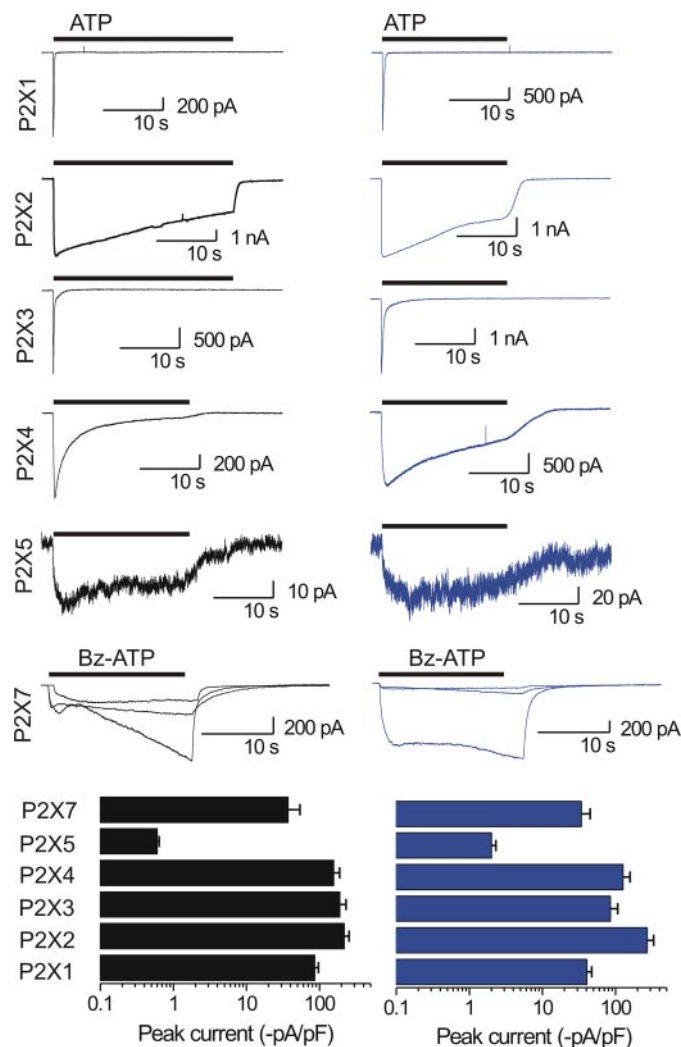 ATP ATP
P2X1
200 pA 500 pA
10 s 10 s
P2X2
1 nA 1 nA
10 s 10 s
P2X3
500 pA 1 nA
10 s 10 s
P2X4
200 pA 500 pA
10 s 10 s
P2X5
10 pA 20 pA
10 s 10 s
Bz-ATP Bz-ATP
P2X7
200 pA 200 pA
10 s 10 s
P2X7
P2X5
P2X4
P2X3
P2X2
P2X1
0.1 1 10 100 0.1 1 10 100
Peak current (-pA/pF) Peak current (-pA/pF)